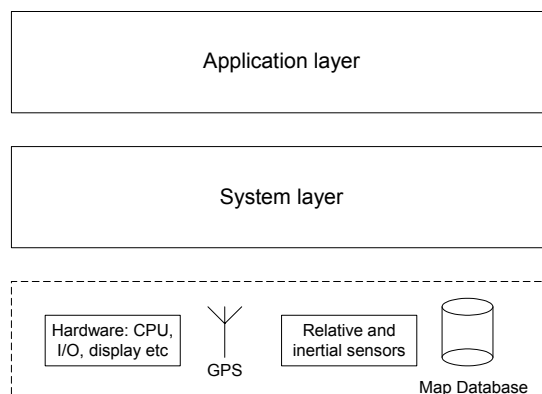 Application layer
System layer
Hardware: CPU,
I/O, display etc
GPS
Relative and
inertial sensors
Map Database